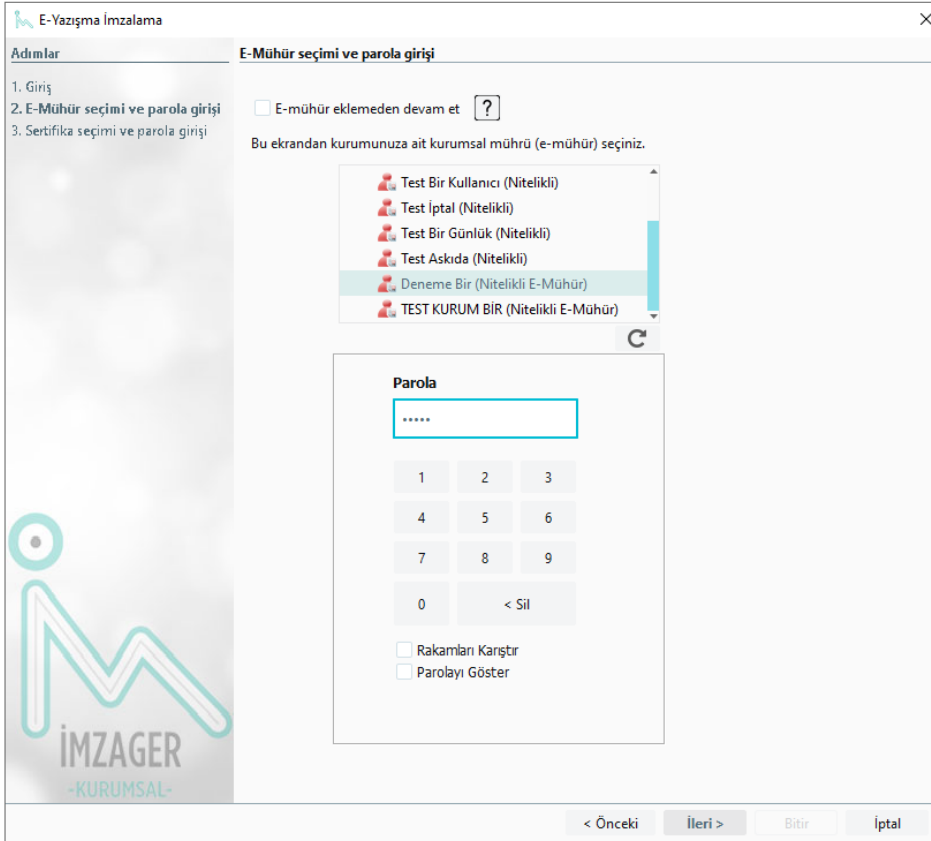 E-Yazışma İmzalama
Adımlar
1. Giriş
2. E-Mühür seçimi ve parola girişi
3. Sertifika seçimi ve parola girişi
E-Mühür seçimi ve parola girişi
E-mühür eklemeden devam et ?
Bu ekrandan kurumunuza ait kurumsal mührü (e-mühür) seçiniz.
Test Bir Kullanıcı (Nitelikli)
Test İptal (Nitelikli)
Test Bir Günlük (Nitelikli)
Test Askıda (Nitelikli)
Deneme Bir (Nitelikli E-Mühür)
TEST KURUM BİR (Nitelikli E-Mühür)
Parola
•••••
1 2 3
4 5 6
7 8 9
0 < Sil
Rakamları Karıştır
Parolayı Göster
İMZAGER
-KURUMSAL-
< Önceki İleri > Bitir İptal